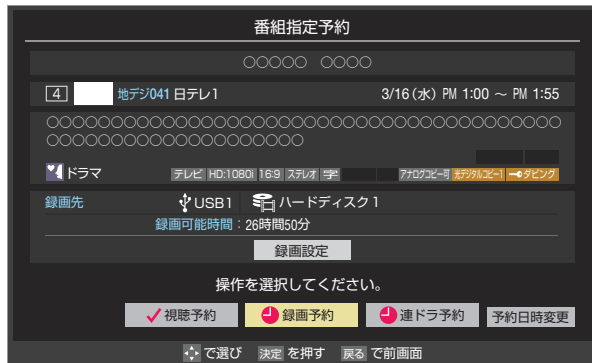 番組指定予約
○○○○○ ○○○○
4 地デジ041 日テレ1 3/16(水) PM 1:00 ～ PM 1:55
○○○○○○○○○○○○○○○○○○○○○○○○○○○○○○○○○○○○○○○○
○○○○○○○○○○○○○○○○○○○○
ドラマ テレビ HD:1080i 16:9 ステレオ 字 アナログコピー可 光デジタルコピー1 ダビング
録画先 USB1 ハードディスク1
録画可能時間：26時間50分
録画設定
操作を選択してください。
視聴予約 録画予約 連ドラ予約 予約日時変更
で選び 決定 を押す 戻る で前画面